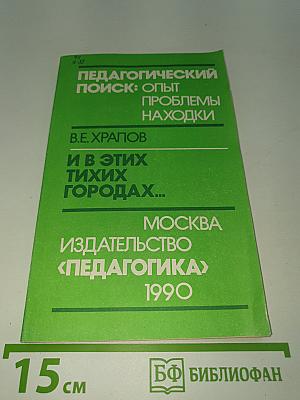 ПЕДАГОГИЧЕСКИЙ
ПОИСК: ОПЫТ
ПРОБЛЕМЫ
НАХОДКИ
В.Е. ХРАПОВ
И В ЭТИХ
ТИХИХ
ГОРОДАХ...
МОСКВА
ИЗДАТЕЛЬСТВО
«ПЕДАГОГИКА»
1990
15 см
БФ БИБЛИОФАН